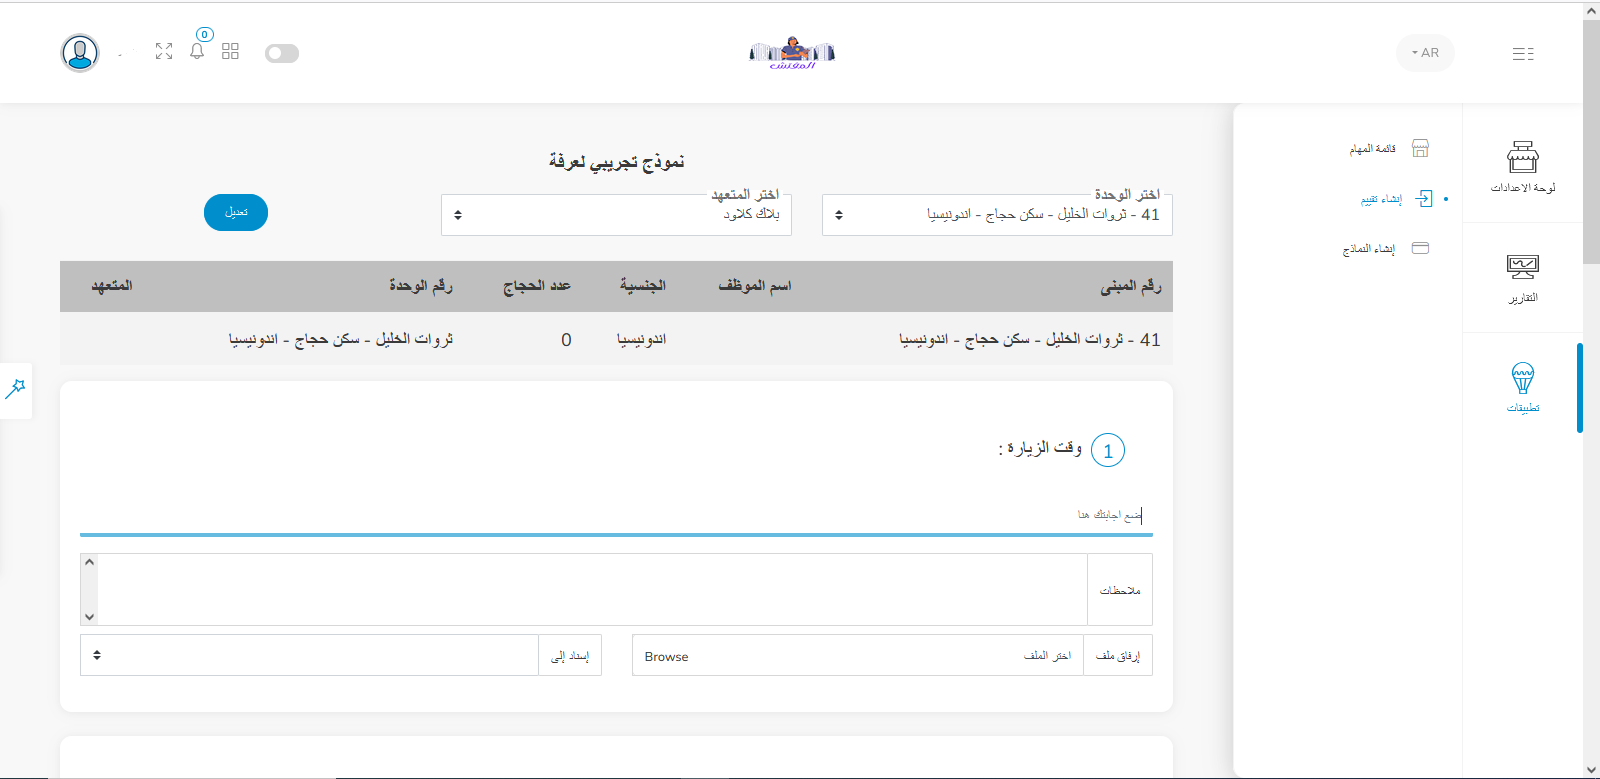 AR
المفتش
0
لوحة الاعدادات
التقارير
تطبيقات
قائمة المهام
إنشاء تقييم
إنشاء النماذج
نموذج تجريبي لعرفة
اختر الوحدة
41 - ثروات الخليل - سكن حجاج - اندونيسيا
اختر المتعهد
بلاك كلاود
تعديل
رقم المبنى اسم الموظف الجنسية عدد الحجاج رقم الوحدة المتعهد
41 - ثروات الخليل - سكن حجاج - اندونيسيا اندونيسيا 0 ثروات الخليل - سكن حجاج - اندونيسيا
1 وقت الزيارة :
ضع اجابتك هنا
ملاحظات
إرفاق ملف اختر الملف Browse
إسناد إلى